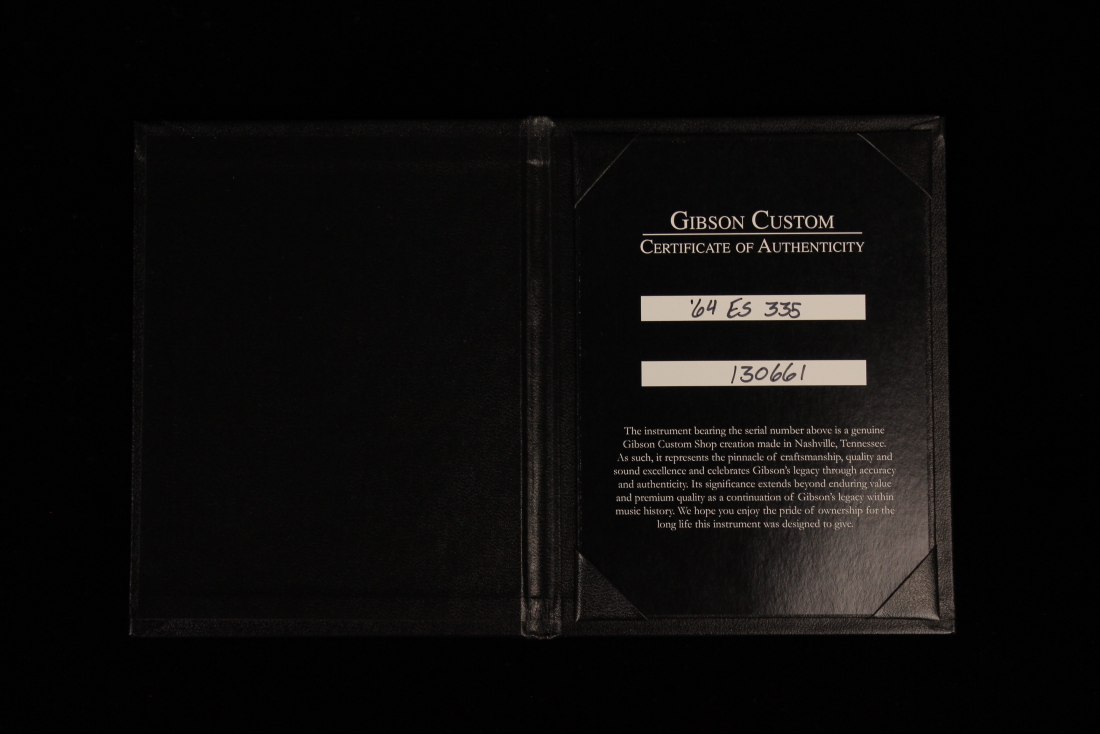 GIBSON CUSTOM
CERTIFICATE OF AUTHENTICITY
'64 ES 335
130661
The instrument bearing the serial number above is a genuine
Gibson Custom Shop creation made in Nashville, Tennessee.
As such, it represents the pinnacle of craftsmanship, quality and
sound excellence and celebrates Gibson's legacy through accuracy
and authenticity. Its significance extends beyond enduring value
and premium quality as a continuation of Gibson's legacy within
music history. We hope you enjoy the pride of ownership for the
long life this instrument was designed to give.